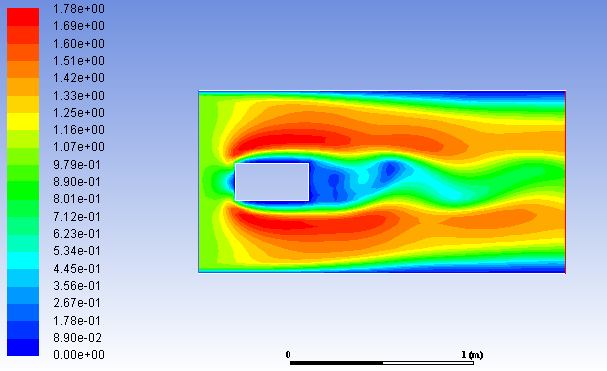 1.78e+00
1.69e+00
1.60e+00
1.51e+00
1.42e+00
1.33e+00
1.25e+00
1.16e+00
1.07e+00
9.79e-01
8.90e-01
8.01e-01
7.12e-01
6.23e-01
5.34e-01
4.45e-01
3.56e-01
2.67e-01
1.78e-01
8.90e-02
0.00e+00
0 1 (m)